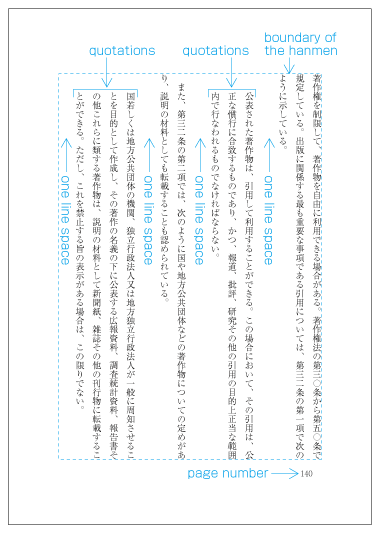 boundary of
the hanmen
quotations
quotations
著作権を制限して、著作物を自由に利用できる場合がある。著作権法の第三〇条から第五〇条で
規定している。出版に関係する最も重要な事項である引用については、第三二条の第一項で次の
ように示している。
one line space
公表された著作物は、引用して利用することができる。この場合において、その引用は、公
正な慣行に合致するものであり、かつ、報道、批評、研究その他の引用の目的上正当な範囲
内で行なわれるものでなければならない。
one line space
また、第三二条の第二項では、次のように国や地方公共団体などの著作物についての定めがあ
り、説明の材料としても転載することも認められている。
one line space
国若しくは地方公共団体の機関、独立行政法人又は地方独立行政法人が一般に周知させるこ
とを目的として作成し、その著作の名義の下に公表する広報資料、調査統計資料、報告書そ
の他これらに類する著作物は、説明の材料として新聞紙、雑誌その他の刊行物に転載するこ
とができる。ただし、これを禁止する旨の表示がある場合は、この限りでない。
one line space
page number
140